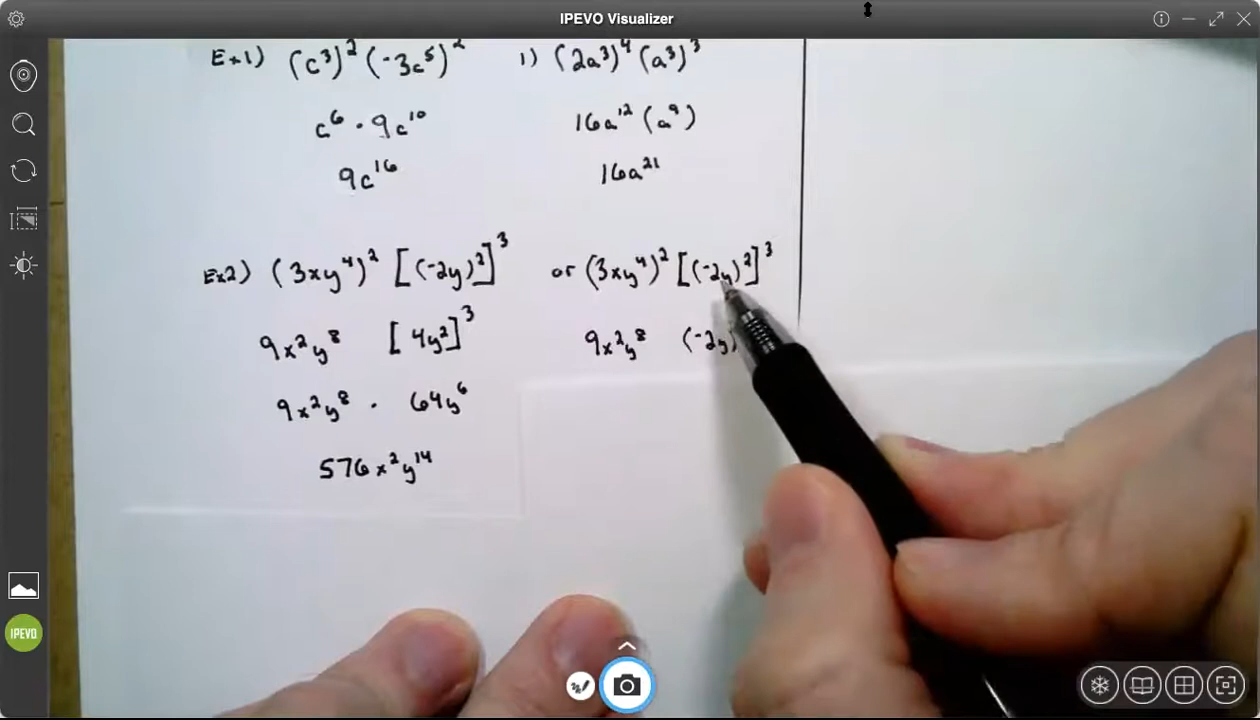 IPEVO Visualizer
Ex1) (c³)² (⁻3c⁵)²
c⁶ · 9c¹⁰
9c¹⁶
1) (2a³)⁴ (a³)³
16a¹² (a⁹)
16a²¹
Ex2) (3xy⁴)² [(⁻2y)²]³
9x²y⁸ [4y²]³
9x²y⁸ · 64y⁶
576x²y¹⁴
or (3xy⁴)² [(⁻2y)²]³
9x²y⁸ (⁻2y)
IPEVO